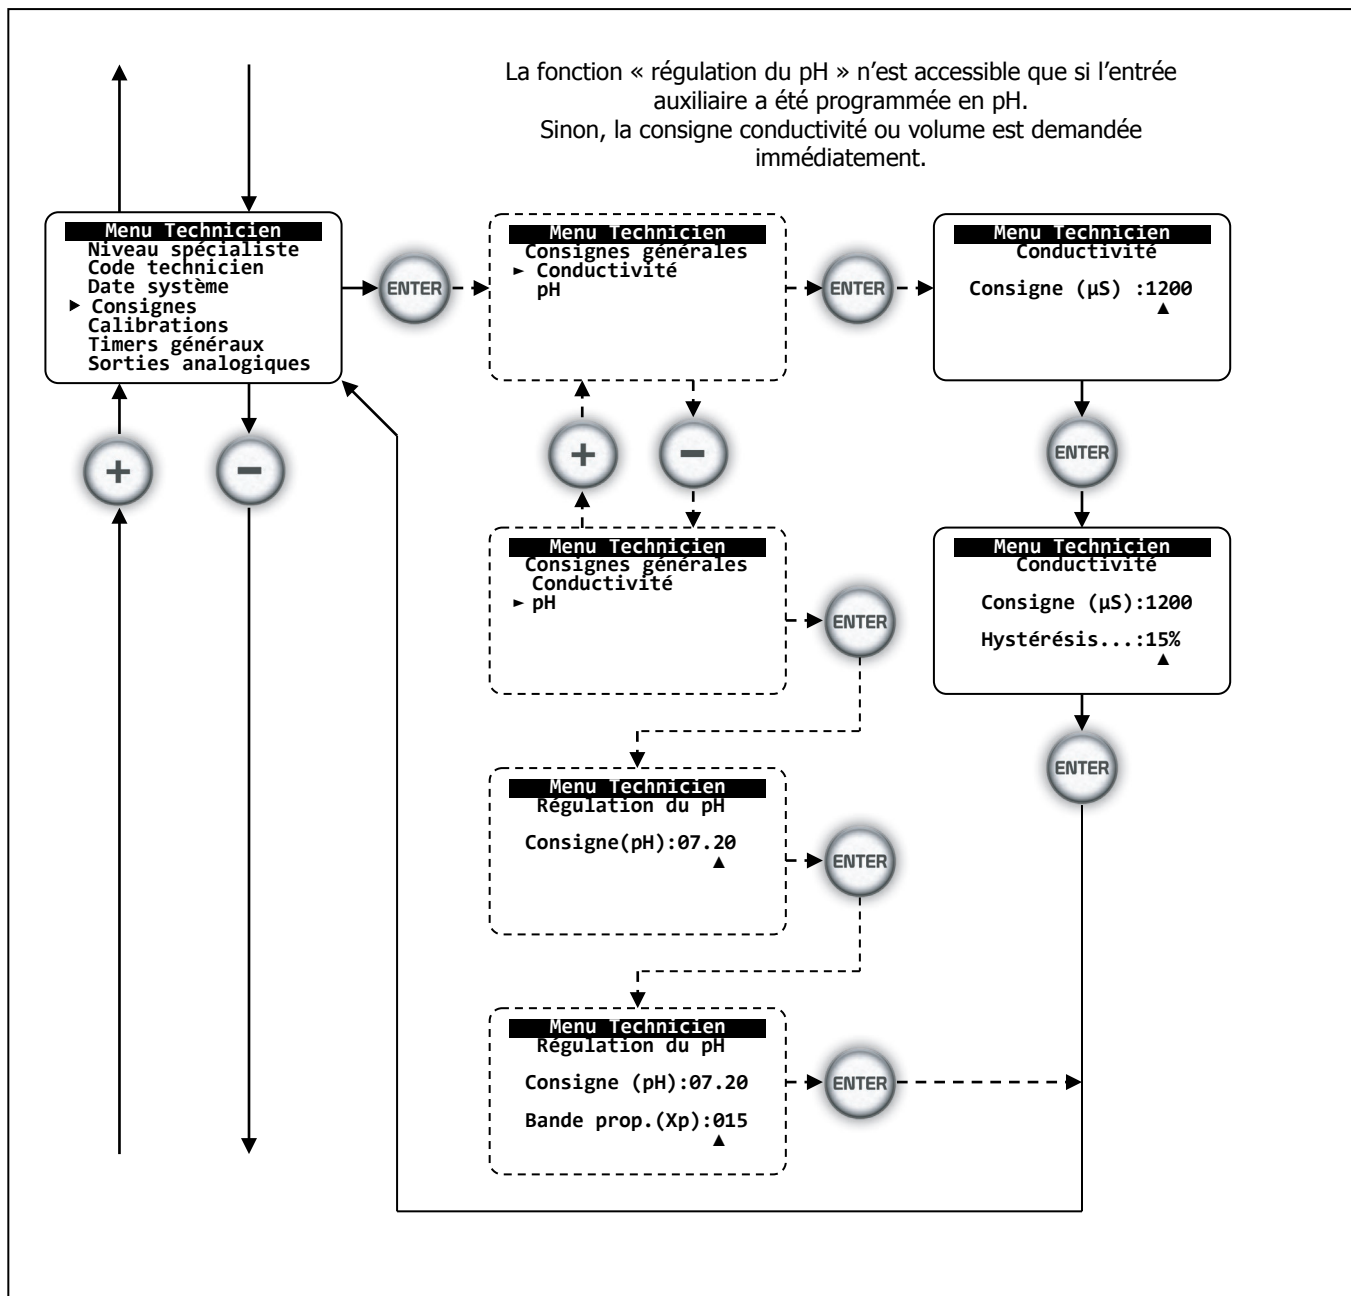 La fonction « régulation du pH » n'est accessible que si l'entrée
auxiliaire a été programmée en pH.
Sinon, la consigne conductivité ou volume est demandée
immédiatement.
Menu Technicien
Niveau spécialiste
Code technicien
Date système
► Consignes
Calibrations
Timers généraux
Sorties analogiques
ENTER
Menu Technicien
Consignes générales
► Conductivité
pH
ENTER
Menu Technicien
Conductivité
Consigne (µS) :1200
▲
+
−
+
−
ENTER
Menu Technicien
Consignes générales
Conductivité
► pH
ENTER
Menu Technicien
Conductivité
Consigne (µS):1200
Hystérésis...:15%
▲
ENTER
Menu Technicien
Régulation du pH
Consigne(pH):07.20
▲
ENTER
Menu Technicien
Régulation du pH
Consigne (pH):07.20
Bande prop.(Xp):015
▲
ENTER